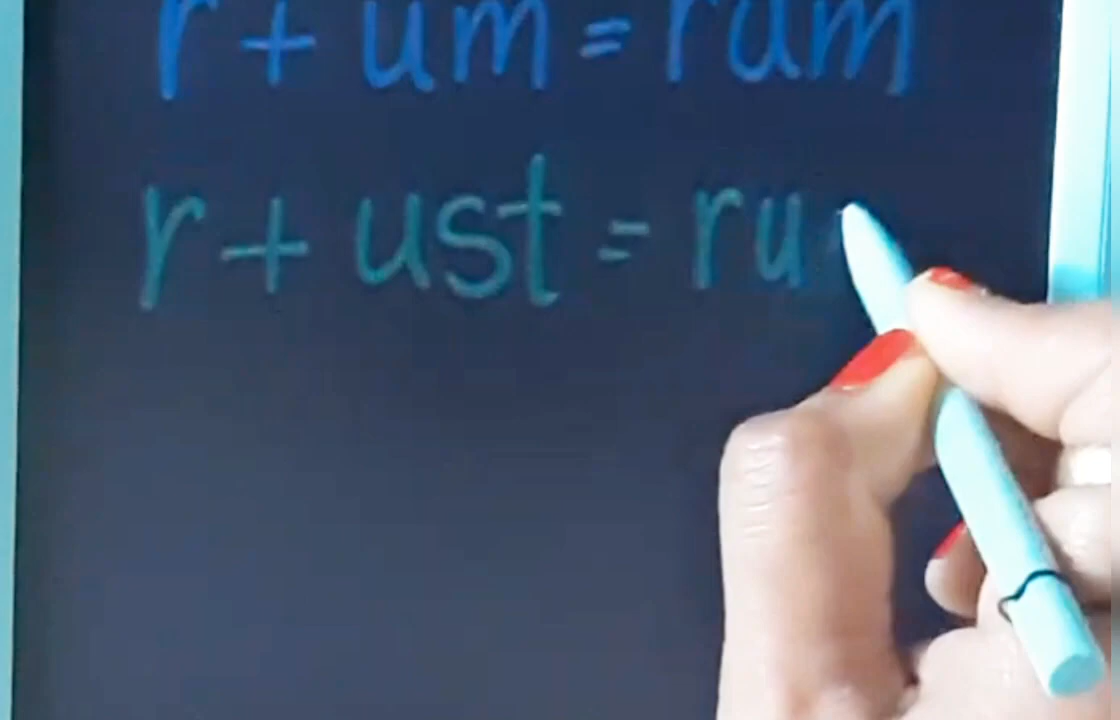 r + um = rum
r + ust = ru